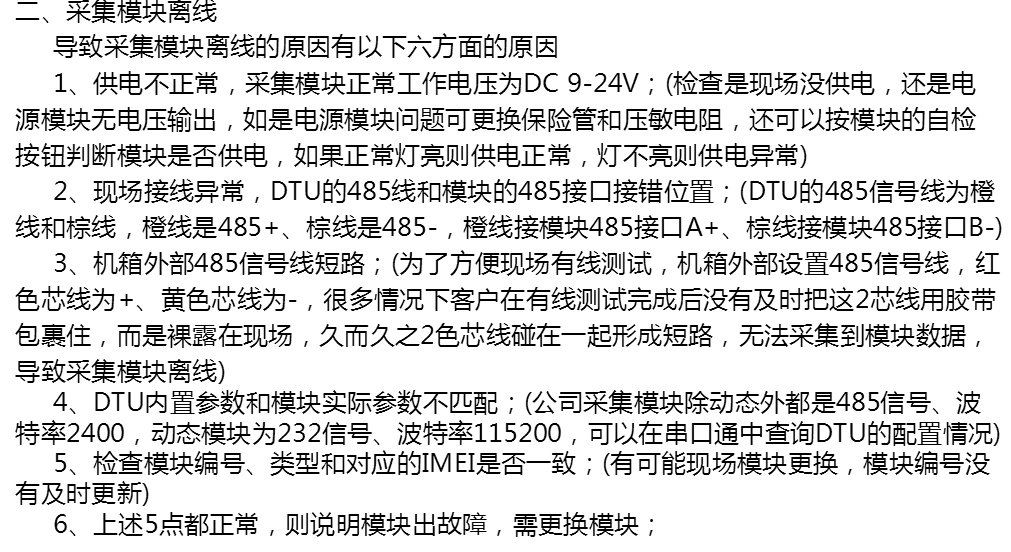 二、采集模块离线
导致采集模块离线的原因有以下六方面的原因
1、供电不正常，采集模块正常工作电压为DC 9-24V；(检查是现场没供电，还是电
源模块无电压输出，如是电源模块问题可更换保险管和压敏电阻，还可以按模块的自检
按钮判断模块是否供电，如果正常灯亮则供电正常，灯不亮则供电异常)
2、现场接线异常，DTU的485线和模块的485接口接错位置；(DTU的485信号线为橙
线和棕线，橙线是485+、棕线是485-，橙线接模块485接口A+、棕线接模块485接口B-)
3、机箱外部485信号线短路；(为了方便现场有线测试，机箱外部设置485信号线，红
色芯线为+、黄色芯线为-，很多情况下客户在有线测试完成后没有及时把这2芯线用胶带
包裹住，而是裸露在现场，久而久之2色芯线碰在一起形成短路，无法采集到模块数据，
导致采集模块离线)
4、DTU内置参数和模块实际参数不匹配；(公司采集模块除动态外都是485信号、波
特率2400，动态模块为232信号、波特率115200，可以在串口通中查询DTU的配置情况)
5、检查模块编号、类型和对应的IMEI是否一致；(有可能现场模块更换，模块编号没
有及时更新)
6、上述5点都正常，则说明模块出故障，需更换模块；